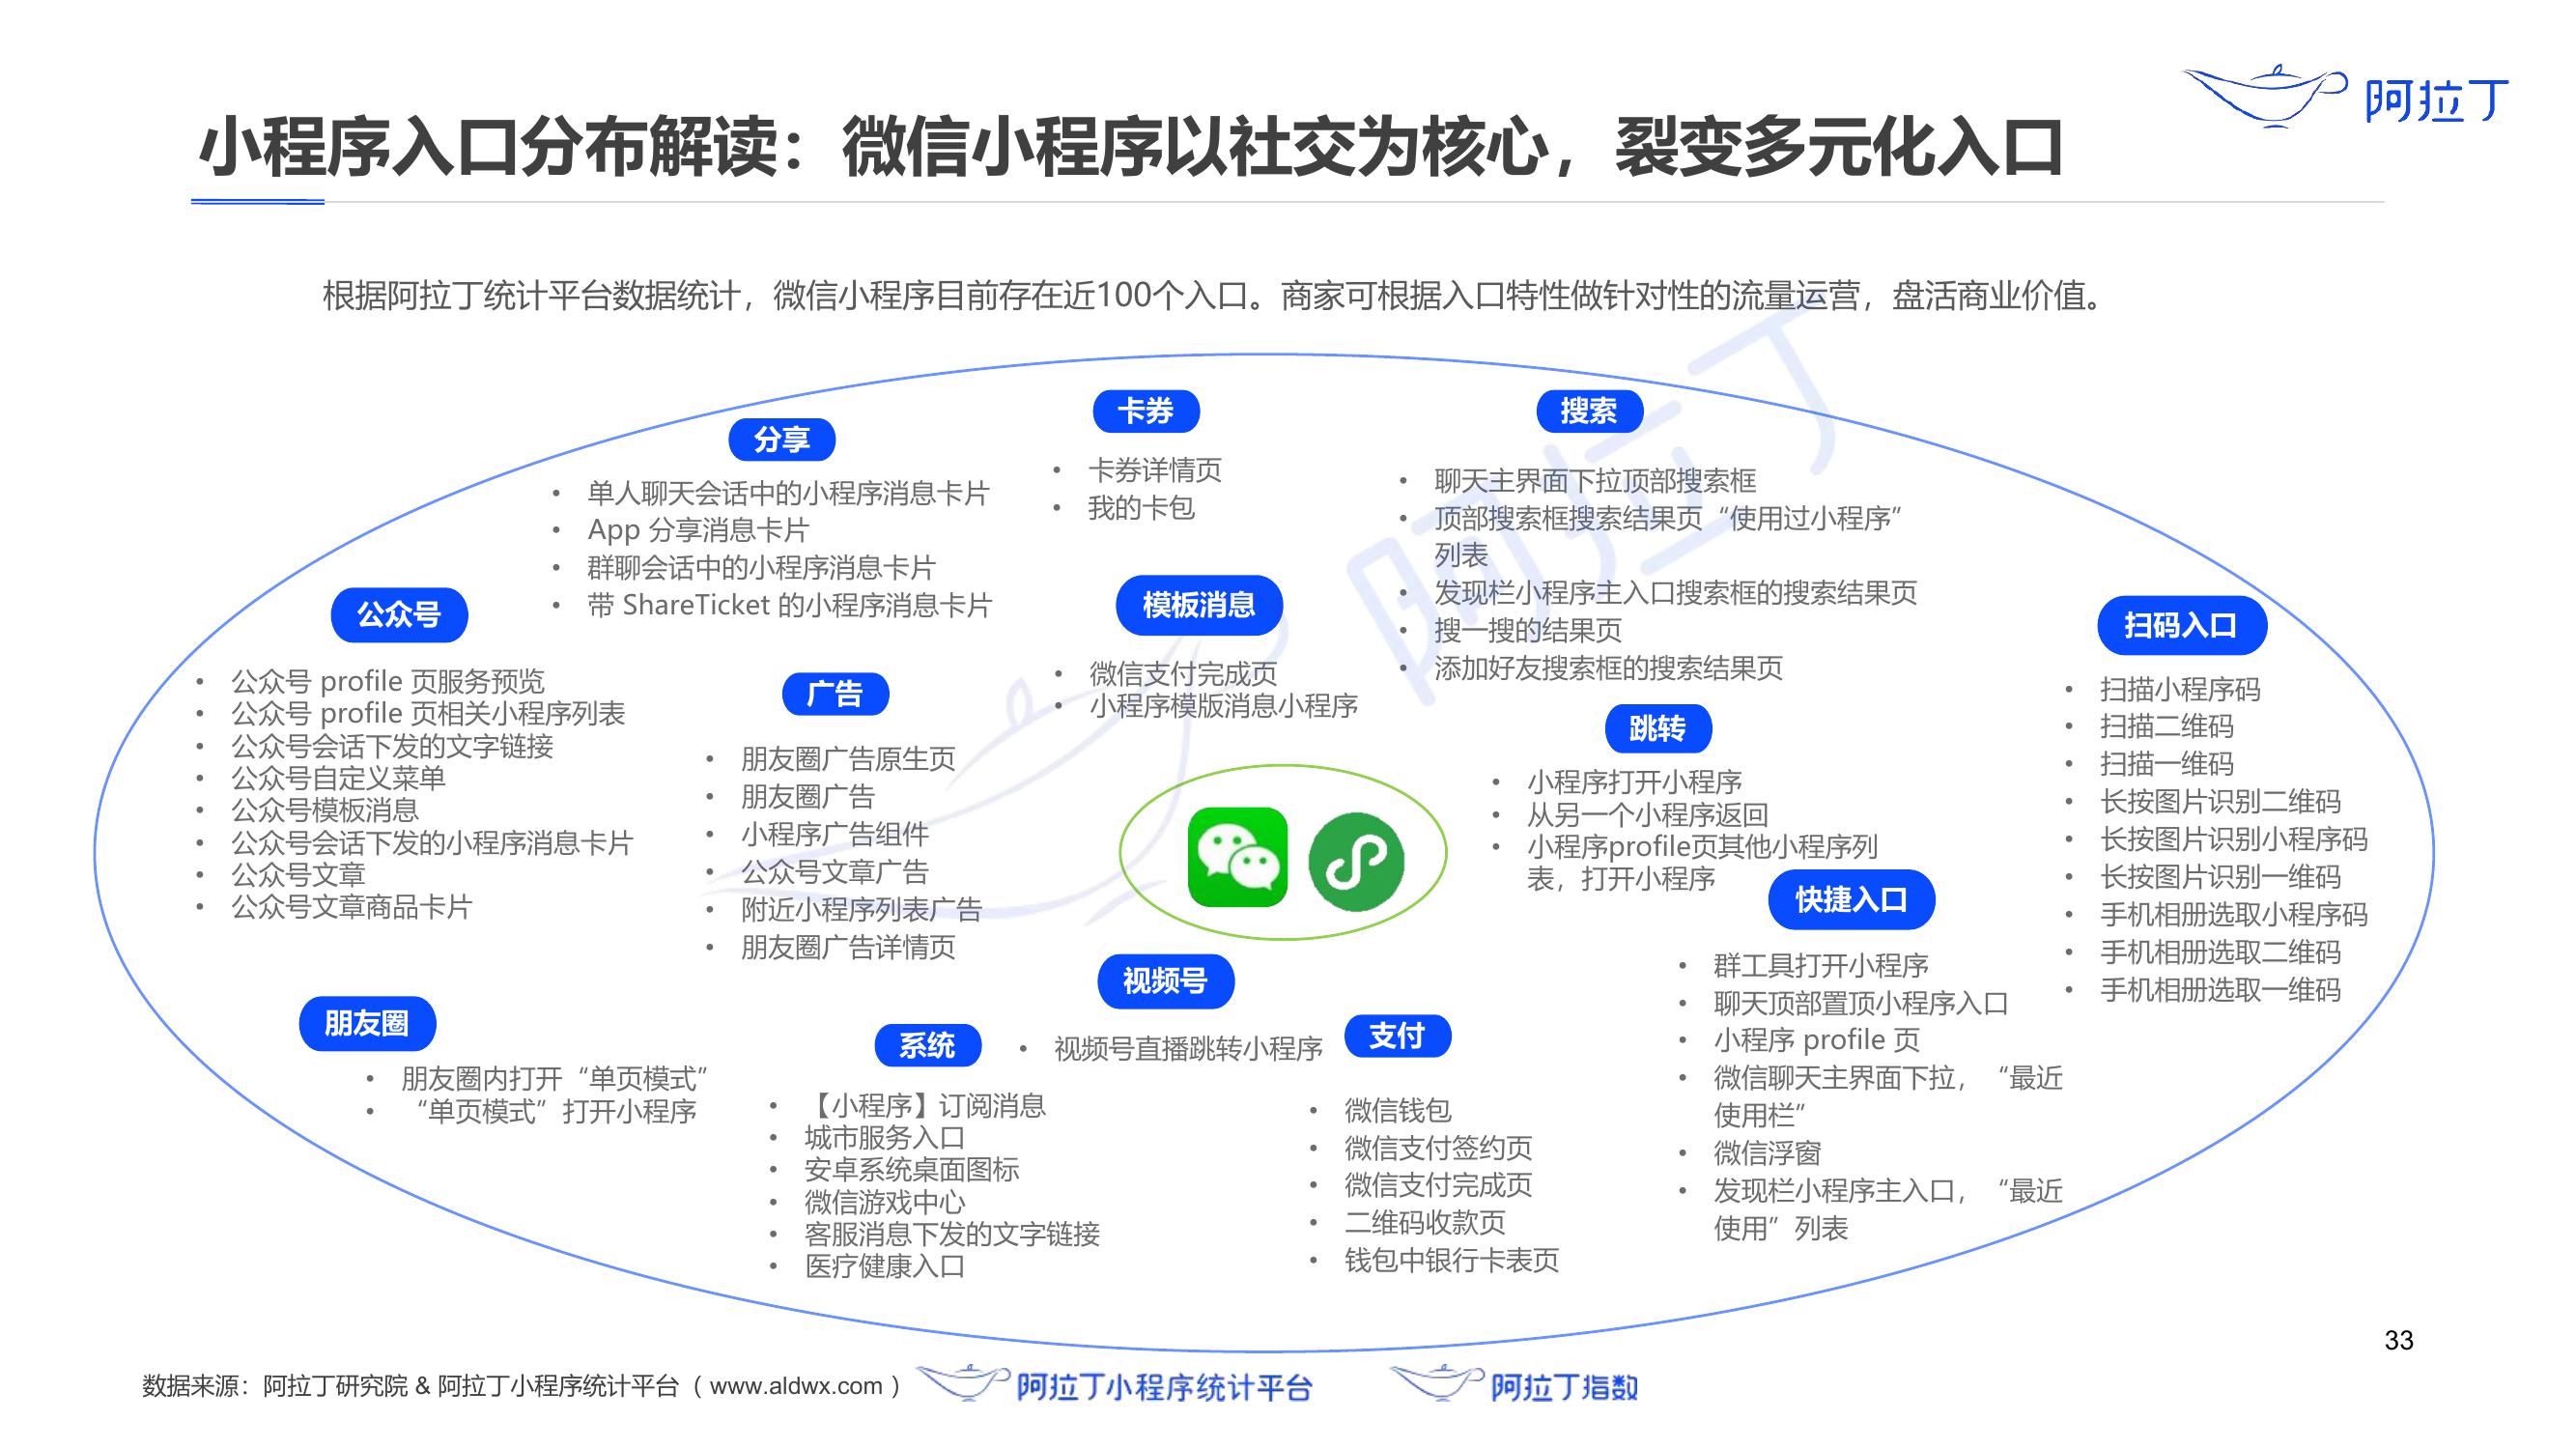 阿拉丁
小程序入口分布解读：微信小程序以社交为核心，裂变多元化入口
根据阿拉丁统计平台数据统计，微信小程序目前存在近100个入口。商家可根据入口特性做针对性的流量运营，盘活商业价值。
分享
• 单人聊天会话中的小程序消息卡片
• App 分享消息卡片
• 群聊会话中的小程序消息卡片
• 带 ShareTicket 的小程序消息卡片
卡券
• 卡券详情页
• 我的卡包
搜索
• 聊天主界面下拉顶部搜索框
• 顶部搜索框搜索结果页“使用过小程序”
列表
• 发现栏小程序主入口搜索框的搜索结果页
• 搜一搜的结果页
• 添加好友搜索框的搜索结果页
公众号
• 公众号 profile 页服务预览
• 公众号 profile 页相关小程序列表
• 公众号会话下发的文字链接
• 公众号自定义菜单
• 公众号模板消息
• 公众号会话下发的小程序消息卡片
• 公众号文章
• 公众号文章商品卡片
广告
• 朋友圈广告原生页
• 朋友圈广告
• 小程序广告组件
• 公众号文章广告
• 附近小程序列表广告
• 朋友圈广告详情页
模板消息
• 微信支付完成页
• 小程序模版消息小程序
跳转
• 小程序打开小程序
• 从另一个小程序返回
• 小程序profile页其他小程序列
表，打开小程序
扫码入口
• 扫描小程序码
• 扫描二维码
• 扫描一维码
• 长按图片识别二维码
• 长按图片识别小程序码
• 长按图片识别一维码
• 手机相册选取小程序码
• 手机相册选取二维码
• 手机相册选取一维码
快捷入口
• 群工具打开小程序
• 聊天顶部置顶小程序入口
• 小程序 profile 页
• 微信聊天主界面下拉，“最近
使用栏”
• 微信浮窗
• 发现栏小程序主入口，“最近
使用”列表
朋友圈
• 朋友圈内打开“单页模式”
• “单页模式”打开小程序
系统
• 【小程序】订阅消息
• 城市服务入口
• 安卓系统桌面图标
• 微信游戏中心
• 客服消息下发的文字链接
• 医疗健康入口
视频号
• 视频号直播跳转小程序
支付
• 微信钱包
• 微信支付签约页
• 微信支付完成页
• 二维码收款页
• 钱包中银行卡表页
阿拉丁
33
数据来源：阿拉丁研究院 & 阿拉丁小程序统计平台（www.aldwx.com）
阿拉丁小程序统计平台
阿拉丁指数